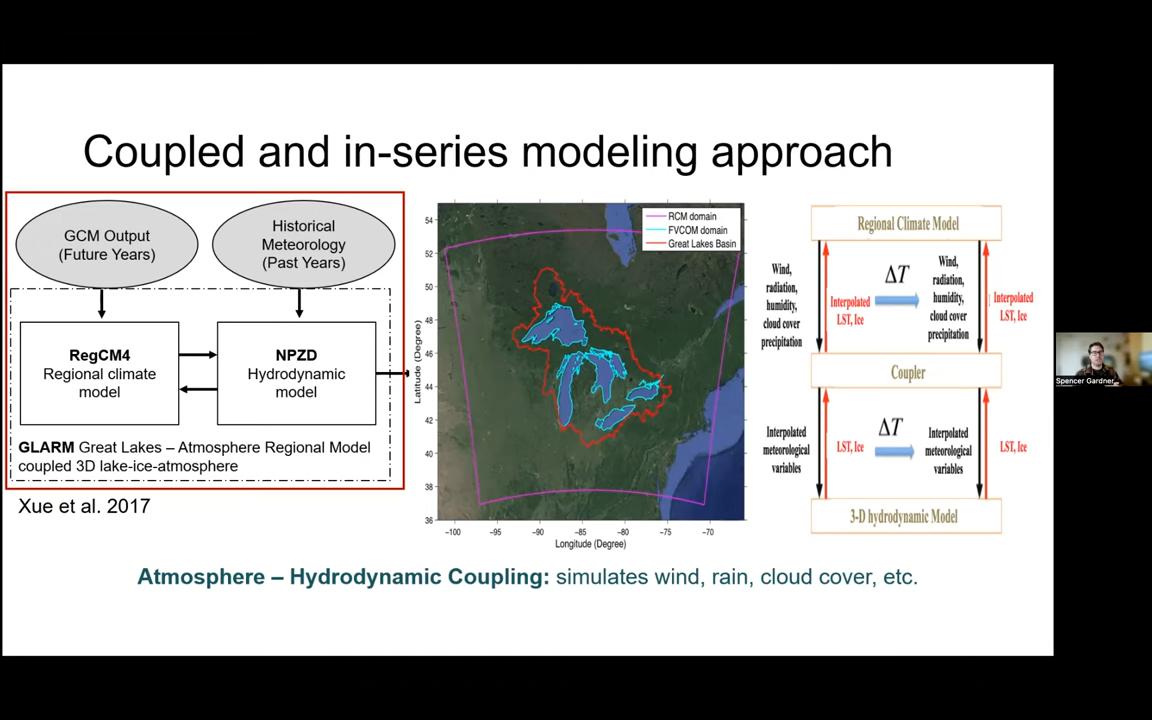 Coupled and in-series modeling approach
GCM Output
(Future Years)
Historical
Meteorology
(Past Years)
RegCM4
Regional climate
model
NPZD
Hydrodynamic
model
GLARM Great Lakes – Atmosphere Regional Model
coupled 3D lake-ice-atmosphere
Xue et al. 2017
RCM domain
FVCOM domain
Great Lakes Basin
54
52
50
48
46
44
42
40
38
36
Latitude (Degree)
−100
−95
−90
−85
−80
−75
−70
Longitude (Degree)
Regional Climate Model
Wind,
radiation,
humidity,
cloud cover
precipitation
Interpolated
LST, Ice
ΔT
Wind,
radiation,
humidity,
cloud cover
precipitation
Interpolated
LST, Ice
Coupler
Interpolated
meteorological
variables
LST, Ice
ΔT
Interpolated
meteorological
variables
LST, Ice
3-D hydrodynamic Model
Atmosphere – Hydrodynamic Coupling: simulates wind, rain, cloud cover, etc.
Spencer Gardner...